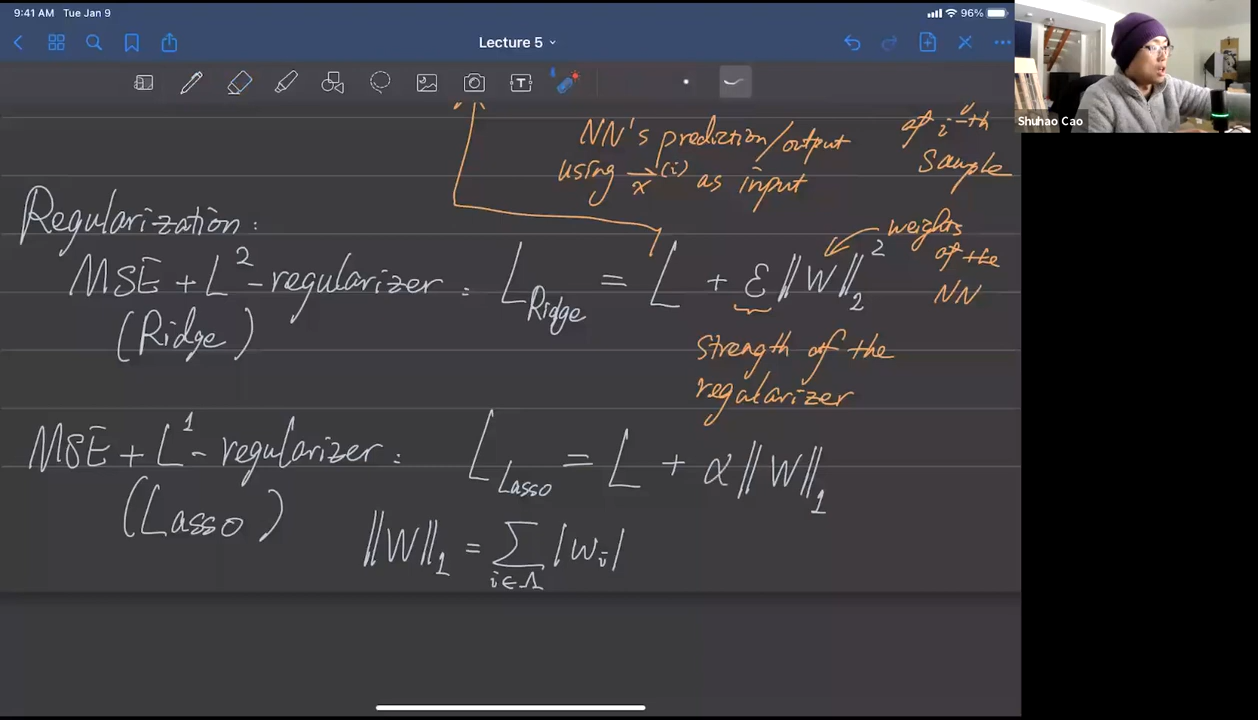 9:41 AM Tue Jan 9
96%
Lecture 5
Shuhao Cao
NN's prediction/output
using x⃗^(i) as input
of i-th
Sample
Regularization:
MSE + L²-regularizer: L_Ridge = L + ε||W||₂²
(Ridge)
weights
of the
NN
Strength of the
regularizer
MSE + L¹-regularizer: L_Lasso = L + α||W||₁
(Lasso)
||W||₁ = ∑_{i∈Λ} |w_i|